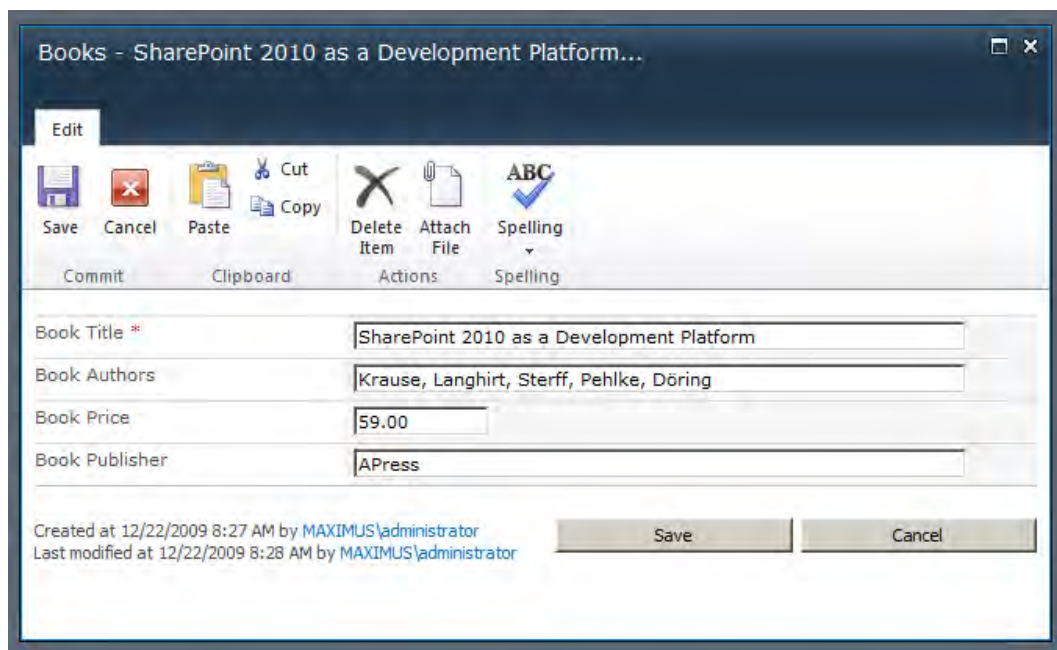 Books - SharePoint 2010 as a Development Platform...
Edit
Save
Cancel
Paste
Cut
Copy
Delete Item
Attach File
ABC
Spelling
Commit
Clipboard
Actions
Spelling
Book Title *
SharePoint 2010 as a Development Platform
Book Authors
Krause, Langhirt, Sterff, Pehlke, Döring
Book Price
59.00
Book Publisher
APress
Created at 12/22/2009 8:27 AM by MAXIMUS\administrator
Last modified at 12/22/2009 8:28 AM by MAXIMUS\administrator
Save
Cancel